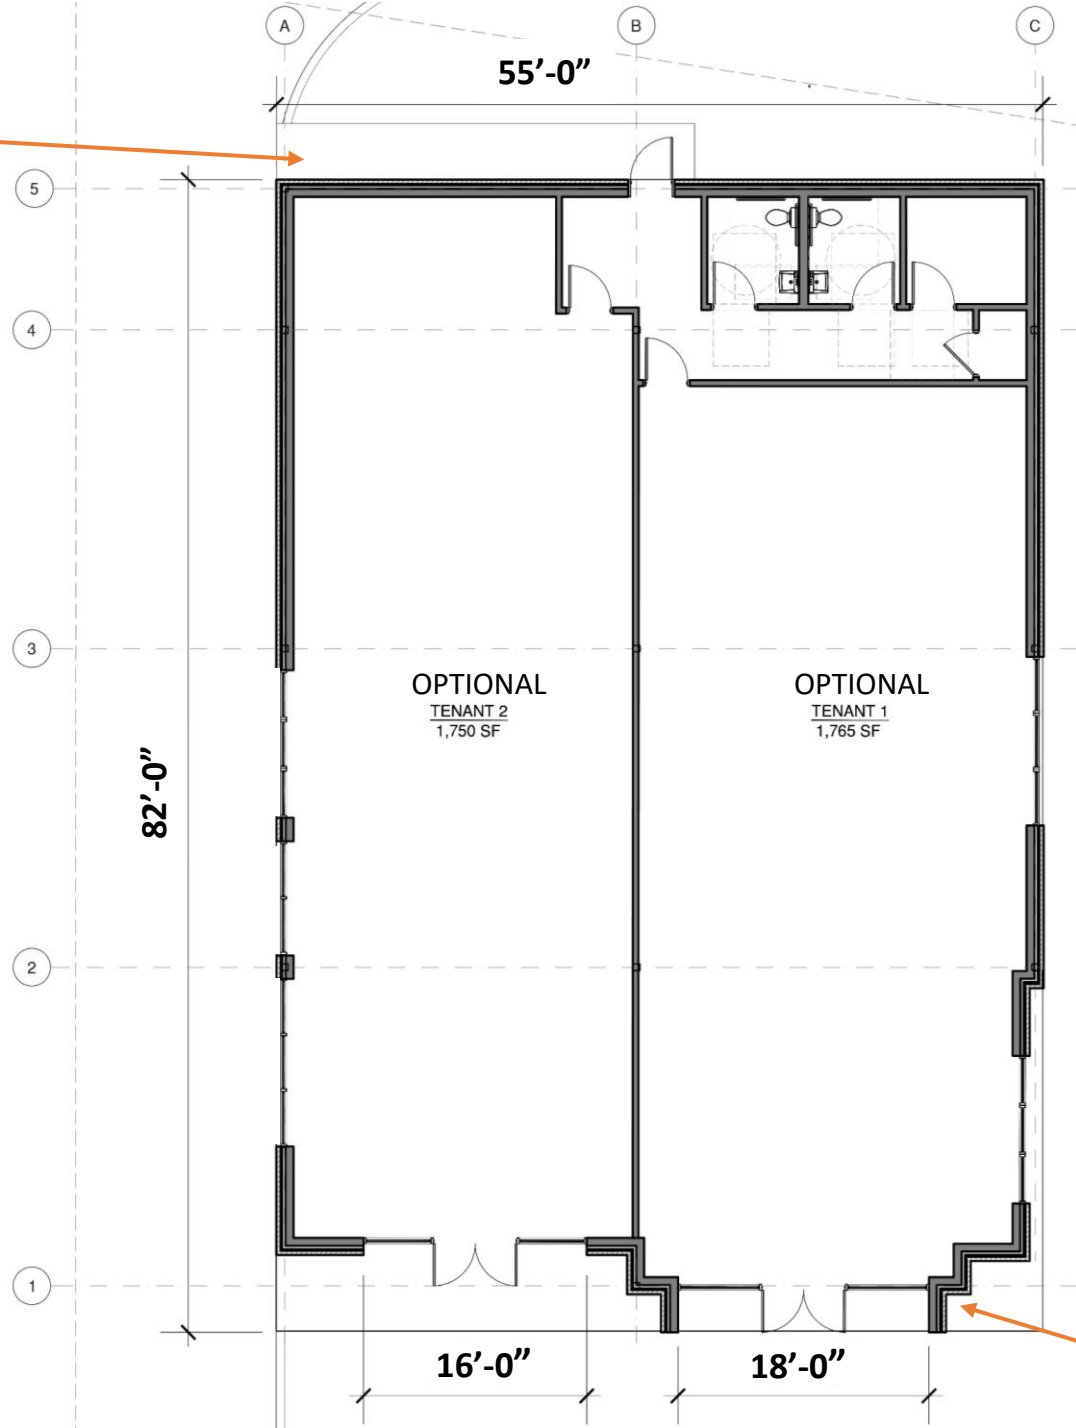 A
B
C
55’-0”
5
4
3
OPTIONAL
TENANT 2
1,750 SF
OPTIONAL
TENANT 1
1,765 SF
82’-0”
2
1
16’-0”
18’-0”